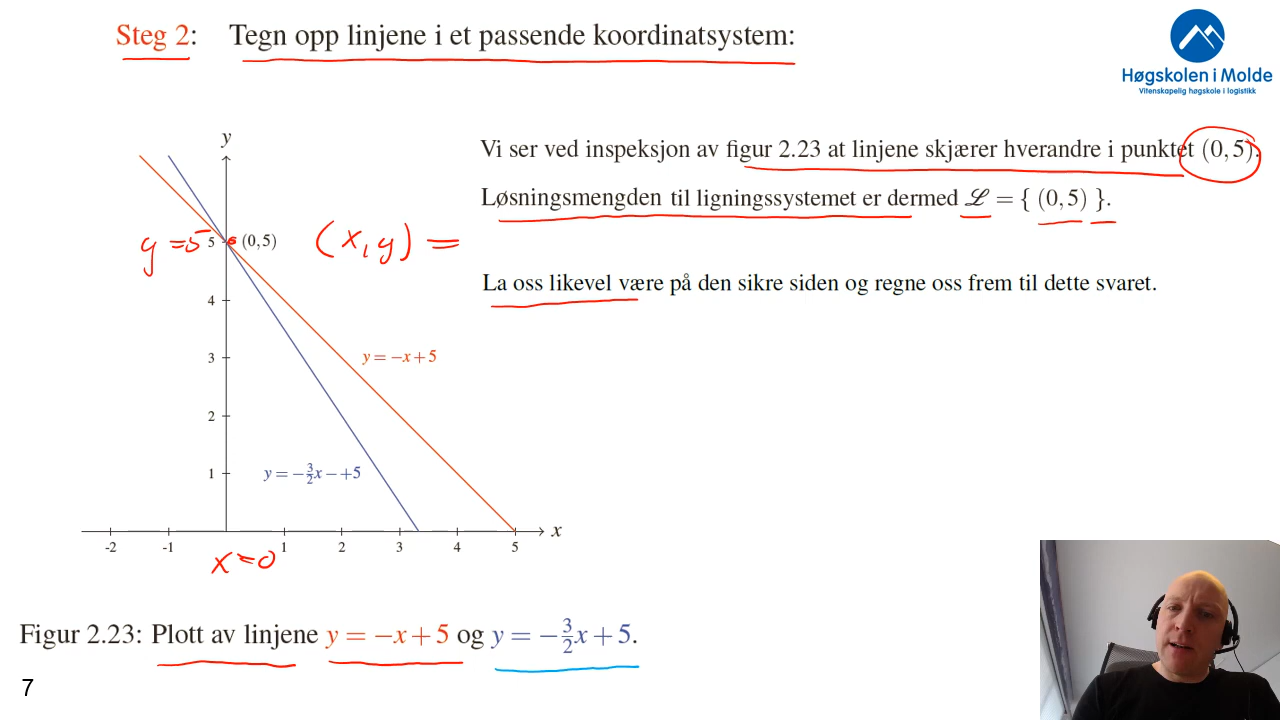 Steg 2: Tegn opp linjene i et passende koordinatsystem:
Høgskolen i Molde
Vitenskapelig høgskole i logistikk
Vi ser ved inspeksjon av figur 2.23 at linjene skjærer hverandre i punktet (0,5).
Løsningsmengden til ligningssystemet er dermed ℒ = { (0,5) }.
La oss likevel være på den sikre siden og regne oss frem til dette svaret.
y
y = 5
5
(0,5)
(x, y) =
4
3
2
1
y = −x+5
y = −3/2x−+5
-2 -1 1 2 3 4 5
x
x = 0
Figur 2.23: Plott av linjene y = −x+5 og y = −3/2x+5.
7